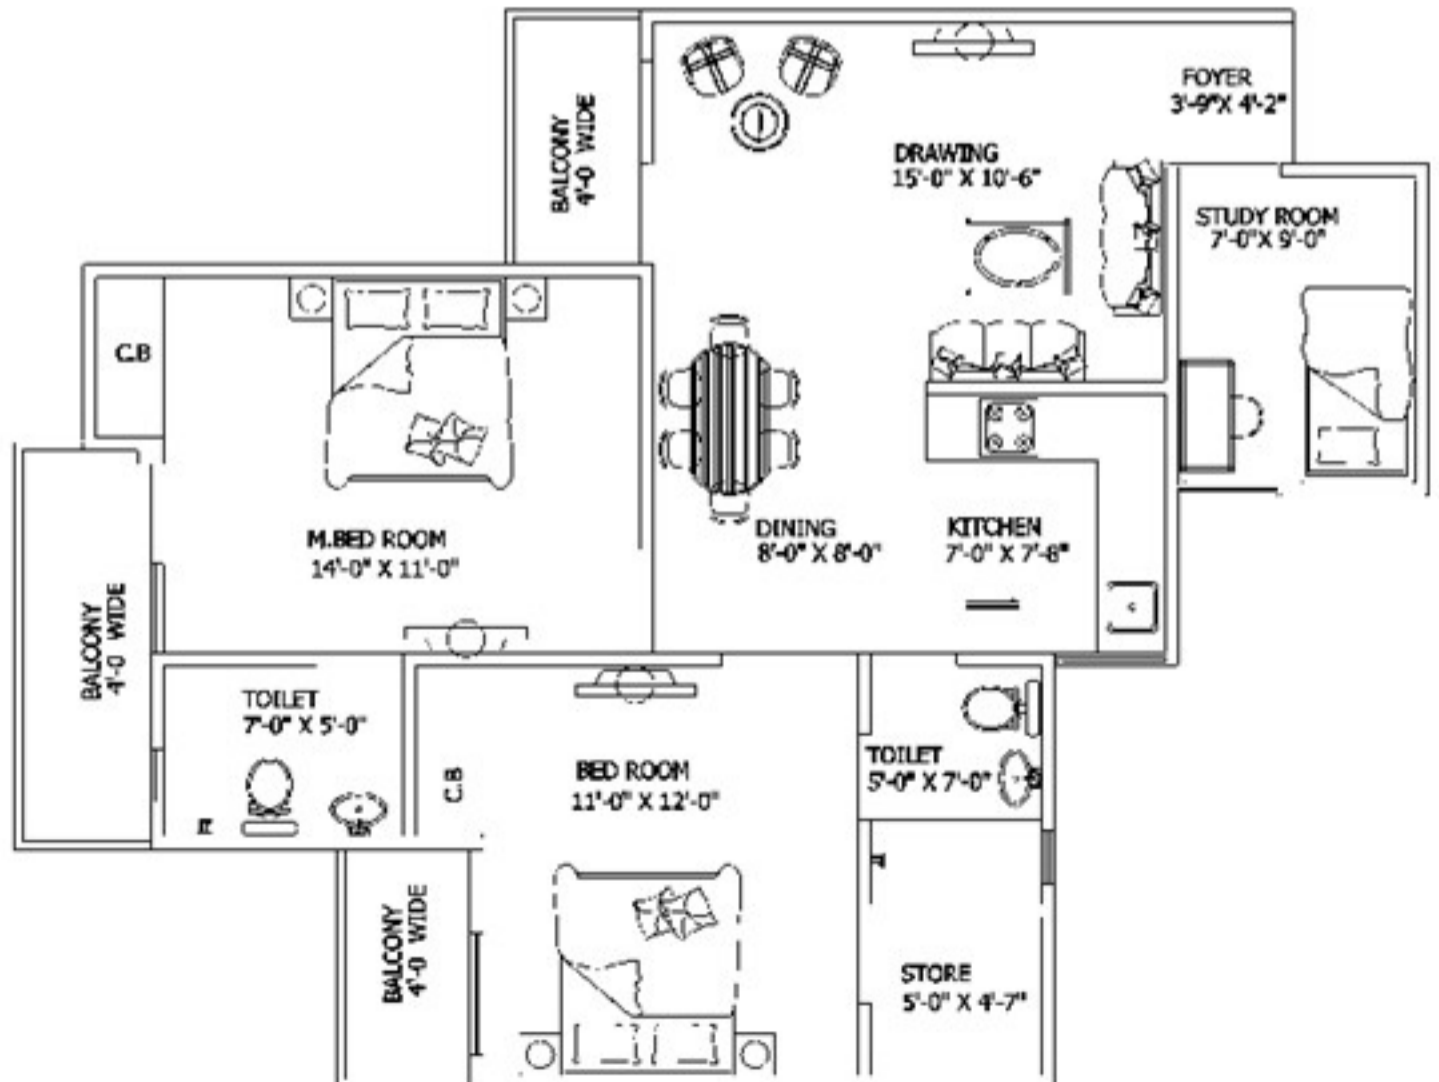 FOYER
3'-9"X 4'-2"
BALCONY
4'-0 WIDE
DRAWING
15'-0" X 10'-6"
STUDY ROOM
7'-0"X 9'-0"
C.B
M.BED ROOM
14'-0" X 11'-0"
DINING
8'-0" X 8'-0"
KITCHEN
7'-0" X 7'-8"
BALCONY
4'-0 WIDE
TOILET
7'-0" X 5'-0"
C.B
BED ROOM
11'-0" X 12'-0"
TOILET
5'-0" X 7'-0"
BALCONY
4'-0 WIDE
STORE
5'-0" X 4'-7"